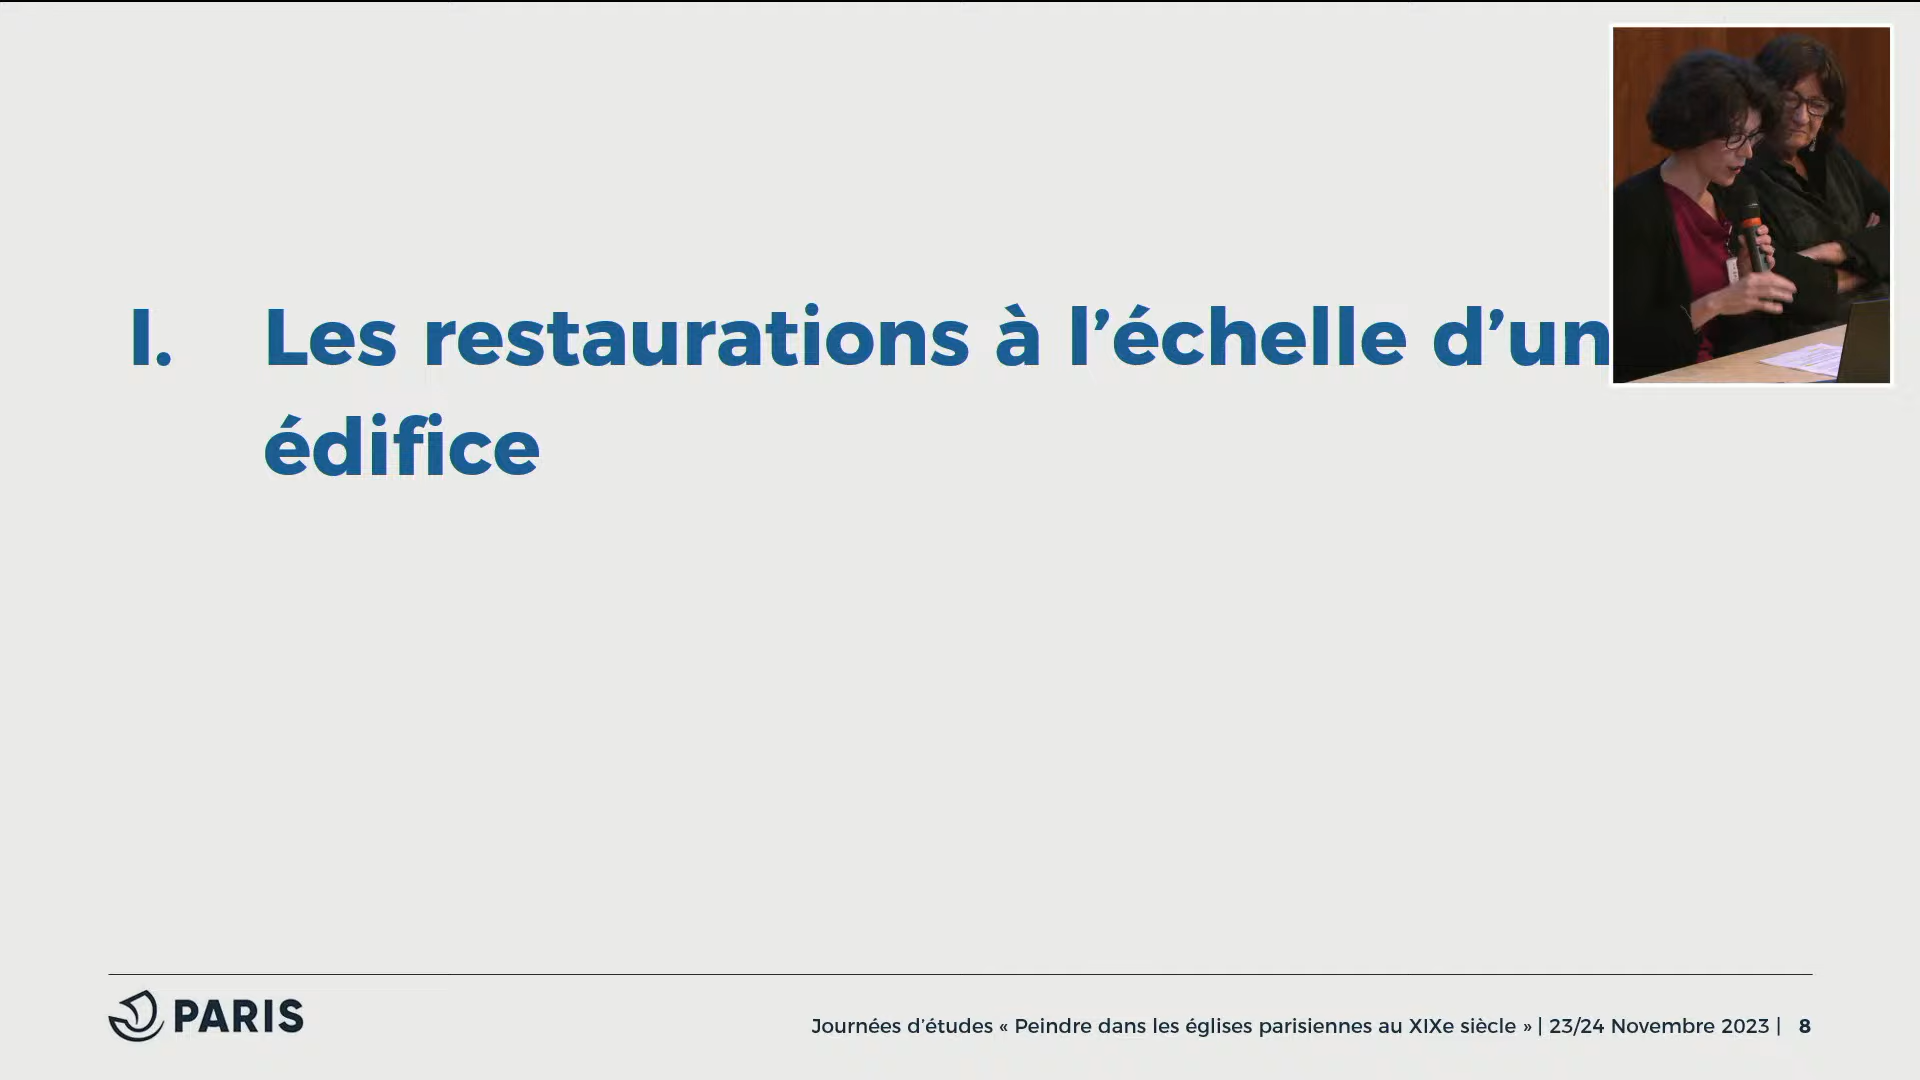 I. Les restaurations à l’échelle d’un
édifice
PARIS
Journées d’études « Peindre dans les églises parisiennes au XIXe siècle » | 23/24 Novembre 2023 | 8